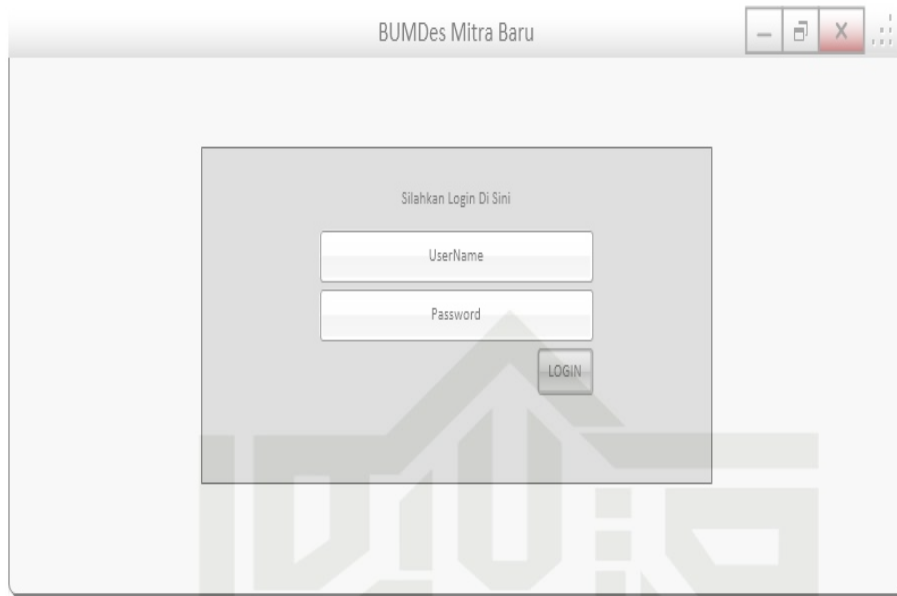 BUMDes Mitra Baru
Silahkan Login Di Sini
UserName
Password
LOGIN